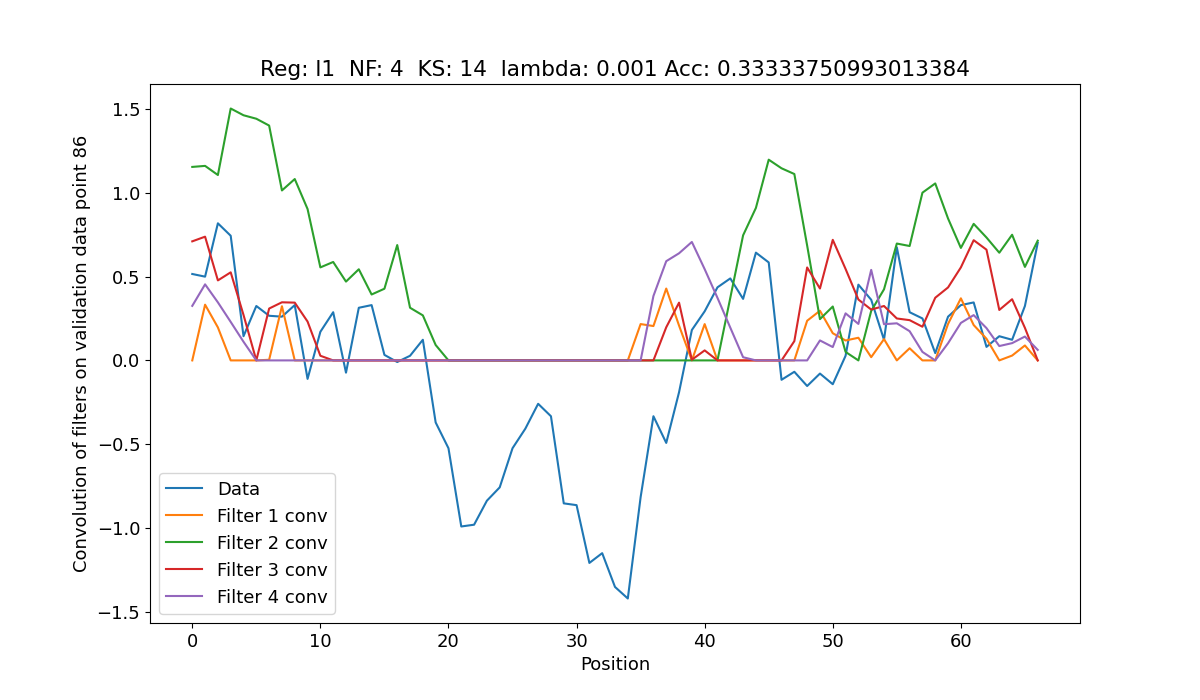 Reg: l1  NF: 4  KS: 14  lambda: 0.001 Acc: 0.33333750993013384
Convolution of filters on validation data point 86
1.5
1.0
0.5
0.0
−0.5
−1.0
−1.5
Data
Filter 1 conv
Filter 2 conv
Filter 3 conv
Filter 4 conv
0 10 20 30 40 50 60
Position